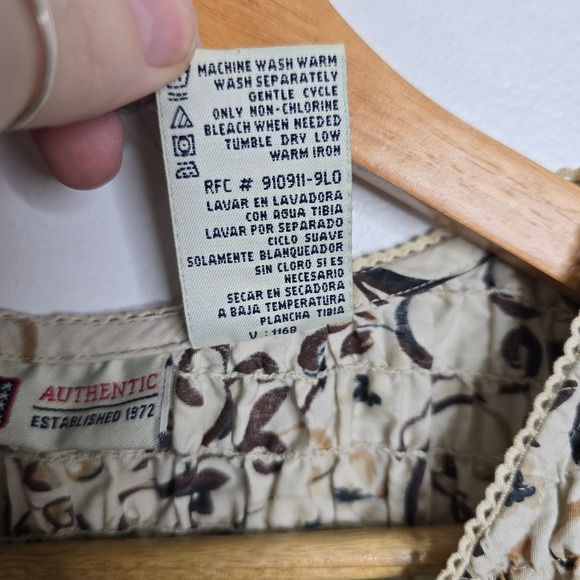 MACHINE WASH WARM
WASH SEPARATELY
GENTLE CYCLE
ONLY NON-CHLORINE
BLEACH WHEN NEEDED
TUMBLE DRY LOW
WARM IRON
RFC # 910911-9L0
LAVAR EN LAVADORA
CON AGUA TIBIA
LAVAR POR SEPARADO
CICLO SUAVE
SOLAMENTE BLANQUEADOR
SIN CLORO SI ES
NECESARIO
SECAR EN SECADORA
A BAJA TEMPERATURA
PLANCHA TIBIA
V : 1168
AUTHENTIC
ESTABLISHED 1972